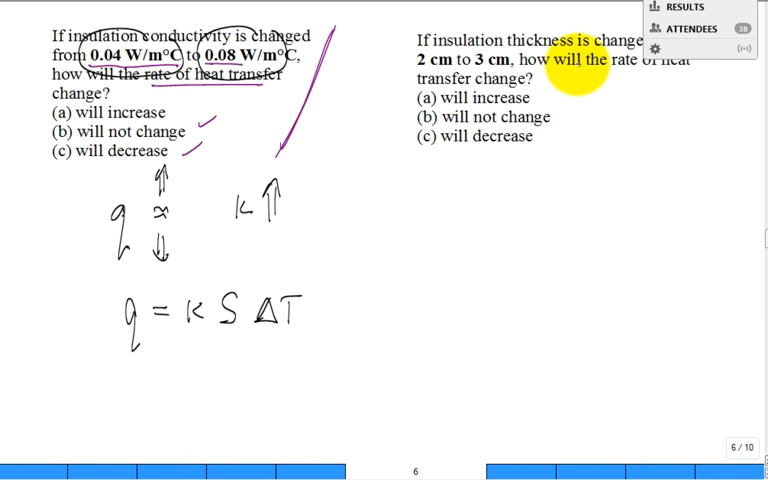 If insulation conductivity is changed
from 0.04 W/m°C to 0.08 W/m°C,
how will the rate of heat transfer
change?
(a) will increase
(b) will not change
(c) will decrease
q ≈ K
q = K S ΔT
If insulation thickness is change
2 cm to 3 cm, how will the rate of heat
transfer change?
(a) will increase
(b) will not change
(c) will decrease
RESULTS
ATTENDEES 38
6 / 10
6